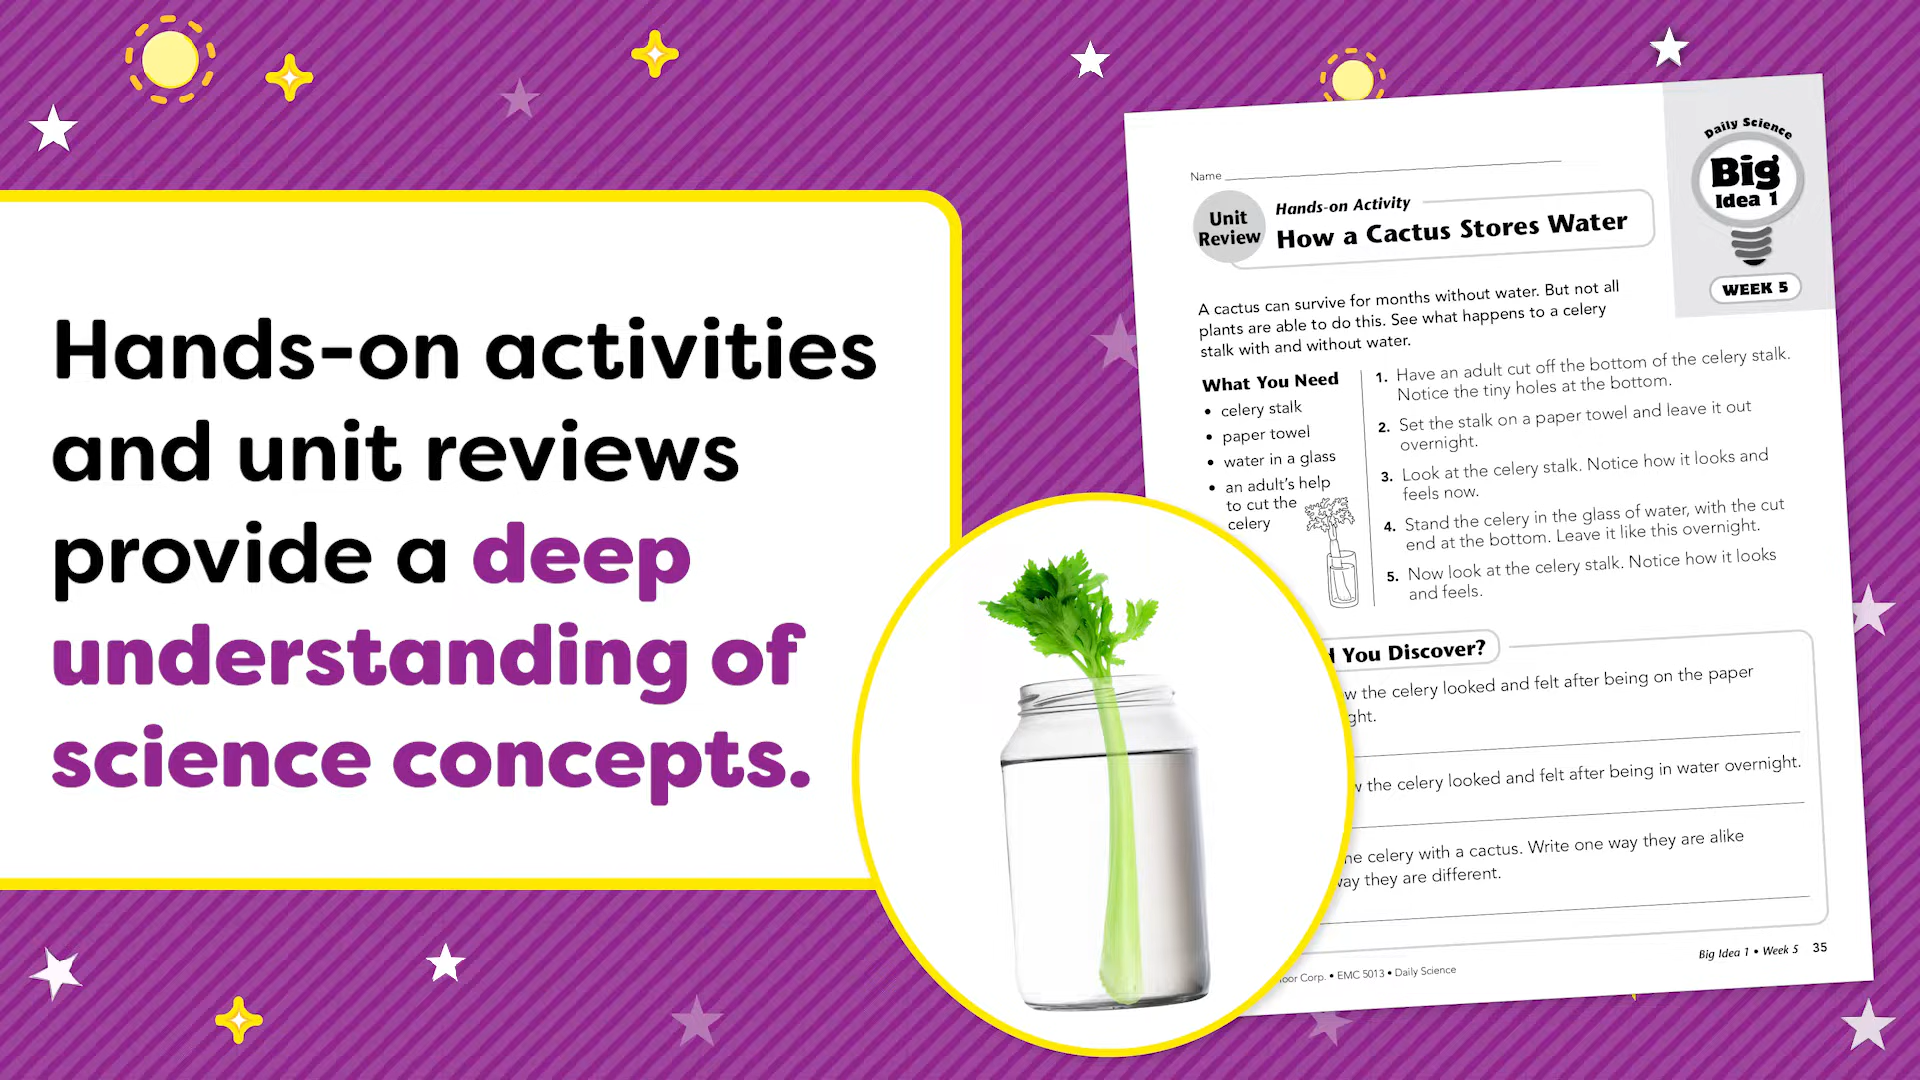 Hands-on activities
and unit reviews
provide a deep
understanding of
science concepts.
Daily Science
Big
Idea 1
WEEK 5
Name
Unit
Review
Hands-on Activity
How a Cactus Stores Water
A cactus can survive for months without water. But not all
plants are able to do this. See what happens to a celery
stalk with and without water.
What You Need
• celery stalk
• paper towel
• water in a glass
• an adult's help
to cut the
celery
1. Have an adult cut off the bottom of the celery stalk.
Notice the tiny holes at the bottom.
2. Set the stalk on a paper towel and leave it out
overnight.
3. Look at the celery stalk. Notice how it looks and
feels now.
4. Stand the celery in the glass of water, with the cut
end at the bottom. Leave it like this overnight.
5. Now look at the celery stalk. Notice how it looks
and feels.
You Discover?
the celery looked and felt after being on the paper
the celery looked and felt after being in water overnight.
celery with a cactus. Write one way they are alike
they are different.
Corp. • EMC 5013 • Daily Science
Big Idea 1 • Week 5 35